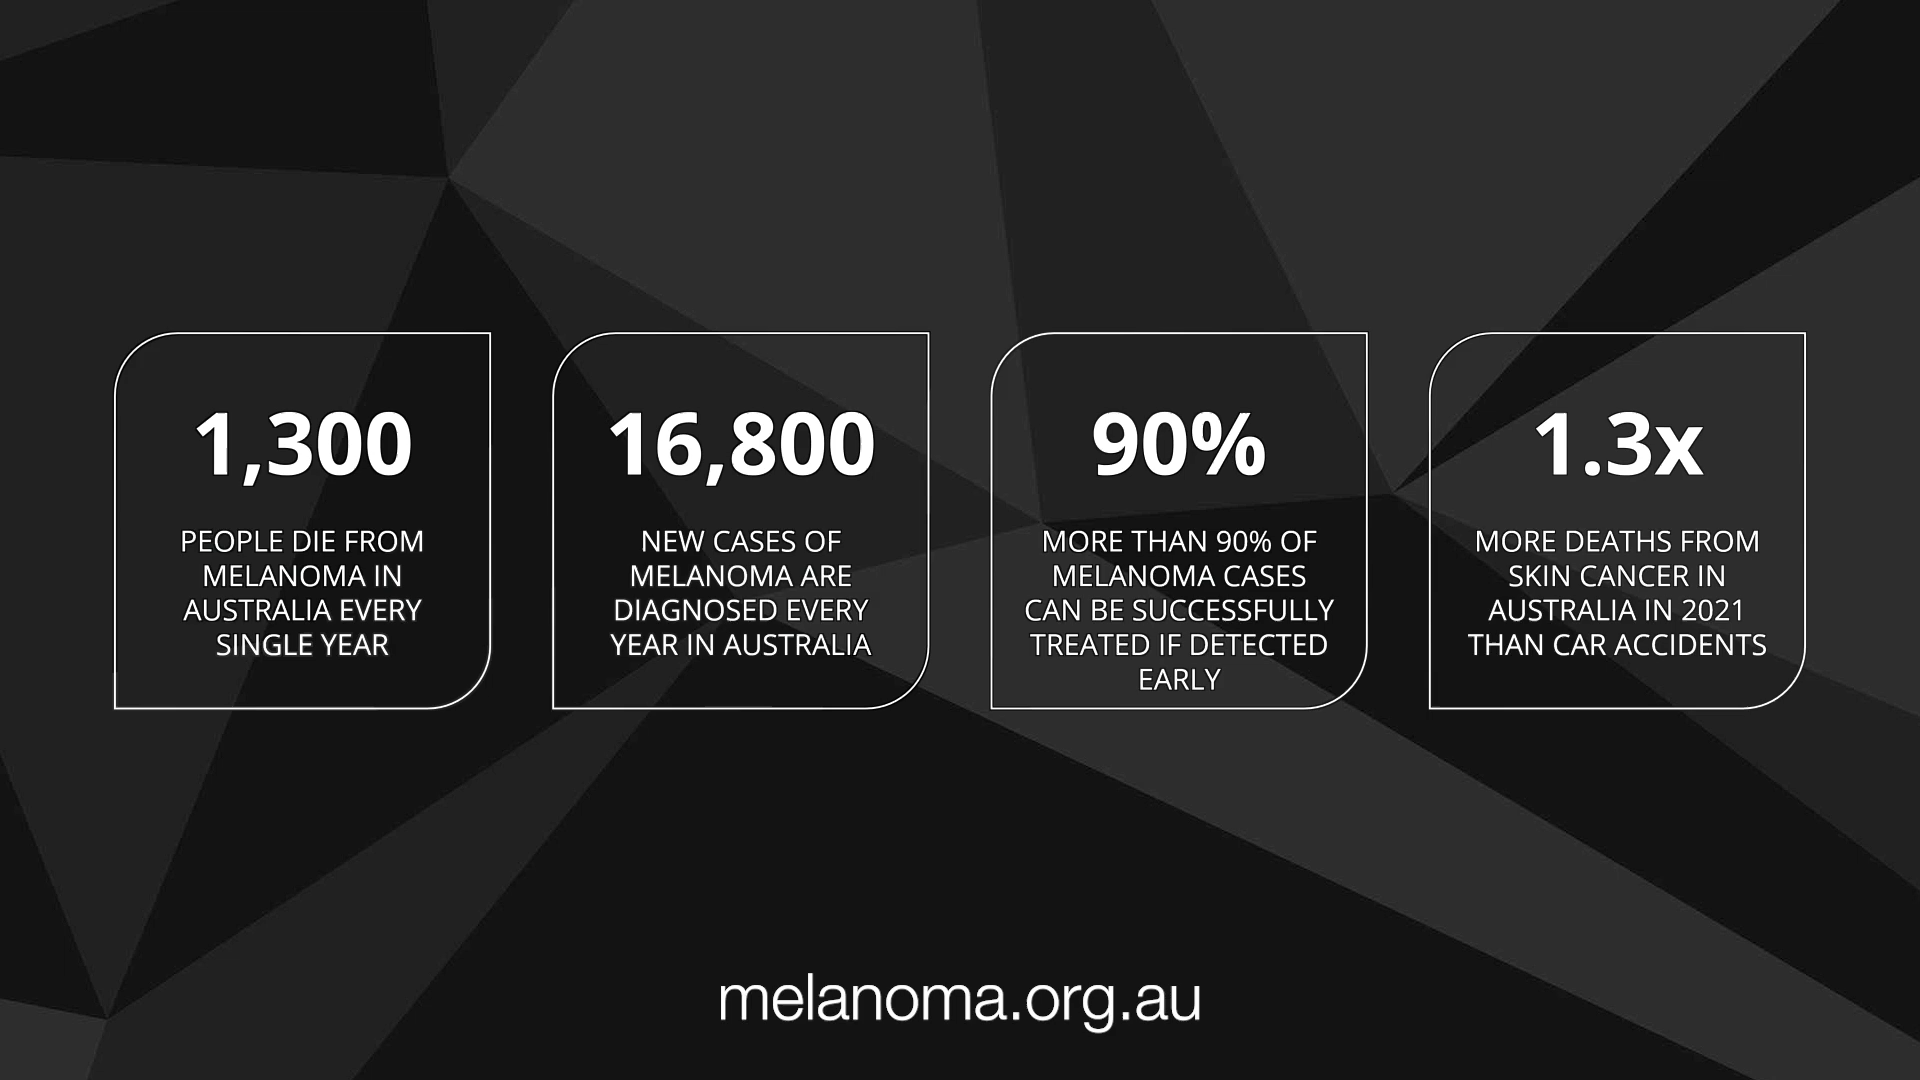 1,300
PEOPLE DIE FROM
MELANOMA IN
AUSTRALIA EVERY
SINGLE YEAR
16,800
NEW CASES OF
MELANOMA ARE
DIAGNOSED EVERY
YEAR IN AUSTRALIA
90%
MORE THAN 90% OF
MELANOMA CASES
CAN BE SUCCESSFULLY
TREATED IF DETECTED
EARLY
1.3x
MORE DEATHS FROM
SKIN CANCER IN
AUSTRALIA IN 2021
THAN CAR ACCIDENTS
melanoma.org.au